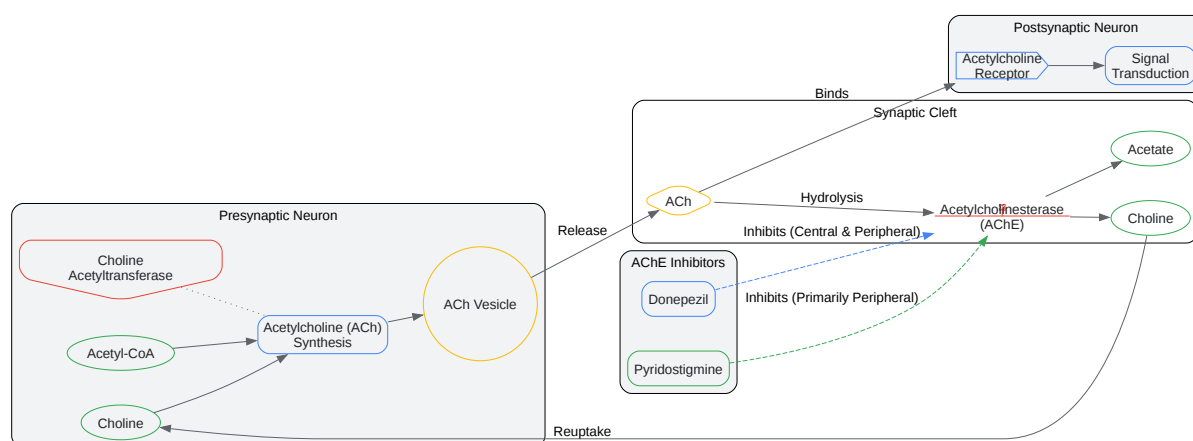 Postsynaptic Neuron
Acetylcholine
Receptor
Signal
Transduction
Binds
Synaptic Cleft
Acetate
ACh
Hydrolysis
Acetylcholinesterase
(AChE)
Choline
Inhibits (Central & Peripheral)
Release
Presynaptic Neuron
Choline
Acetyltransferase
ACh Vesicle
Acetylcholine (ACh)
Synthesis
Acetyl-CoA
Choline
AChE Inhibitors
Donepezil
Inhibits (Primarily Peripheral)
Pyridostigmine
Reuptake